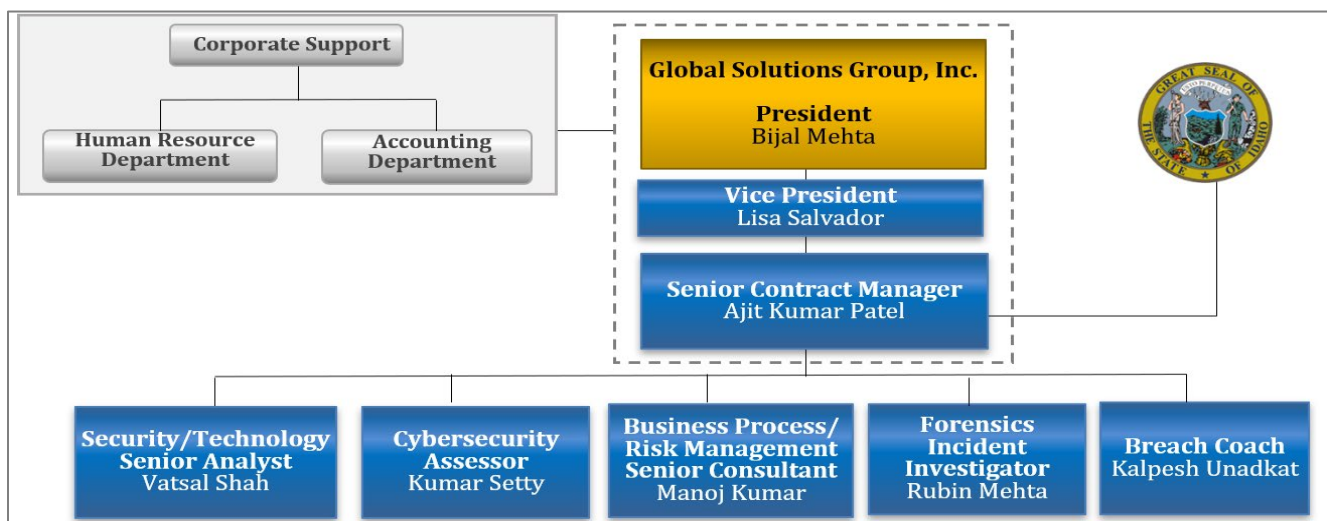 Corporate Support
Human Resource
Department
Accounting
Department
Global Solutions Group, Inc.
President
Bijal Mehta
GREAT SEAL OF
THE STATE OF IDAHO
Vice President
Lisa Salvador
Senior Contract Manager
Ajit Kumar Patel
Security/Technology
Senior Analyst
Vatsal Shah
Cybersecurity
Assessor
Kumar Setty
Business Process/
Risk Management
Senior Consultant
Manoj Kumar
Forensics
Incident
Investigator
Rubin Mehta
Breach Coach
Kalpesh Unadkat